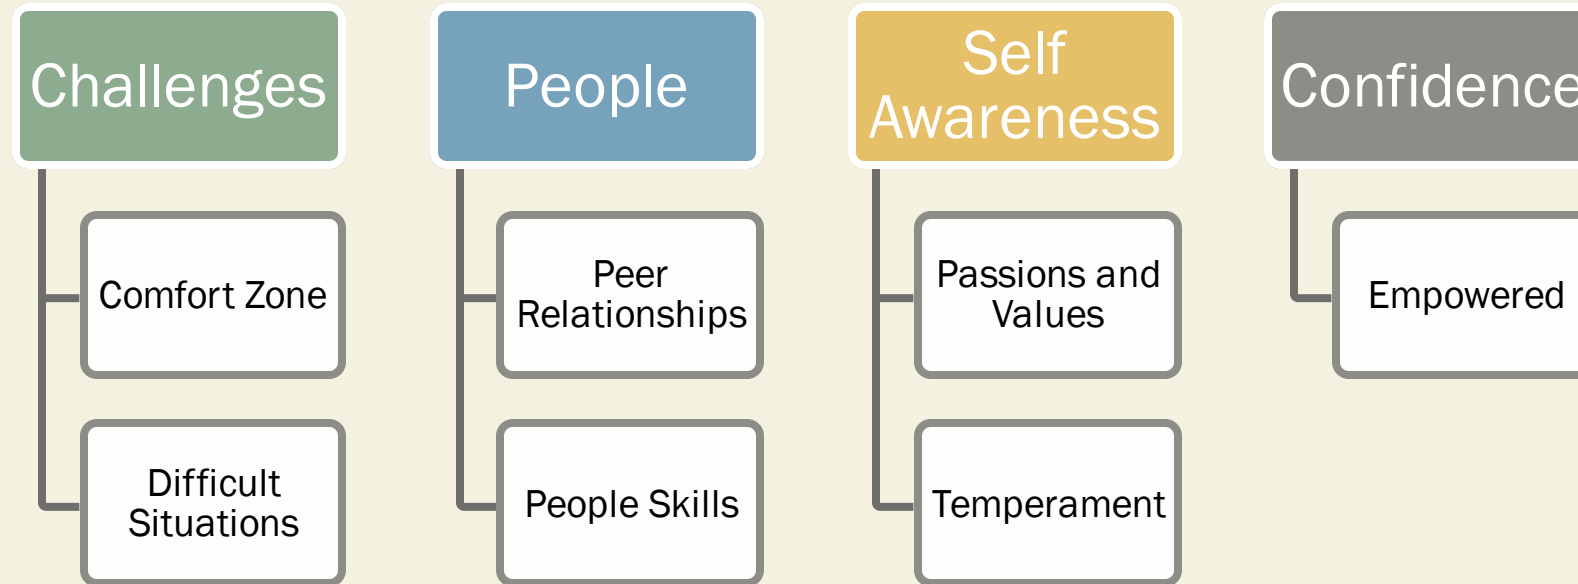 Challenges
Comfort Zone
Difficult
Situations
People
Peer
Relationships
People Skills
Self
Awareness
Passions and
Values
Temperament
Confidence
Empowered